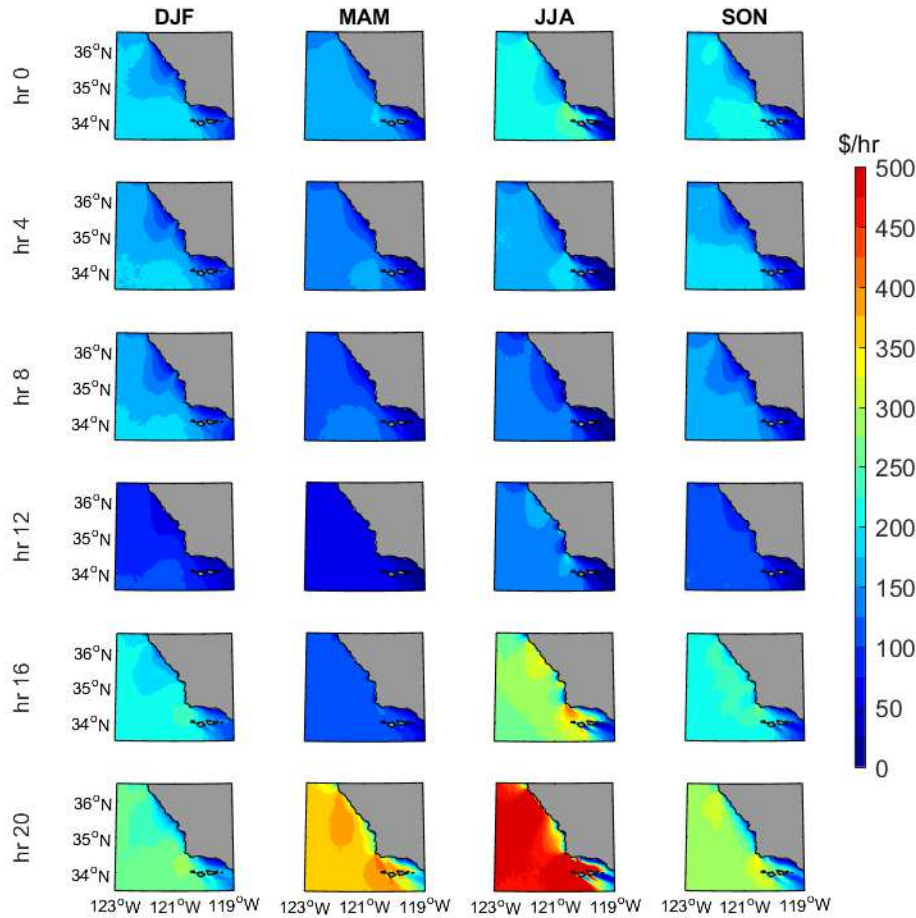 DJF MAM JJA SON
hr 0
36°N
35°N
34°N
$/hr
500
450
400
350
300
250
200
150
100
50
0
hr 4
36°N
35°N
34°N
hr 8
36°N
35°N
34°N
hr 12
36°N
35°N
34°N
hr 16
36°N
35°N
34°N
hr 20
36°N
35°N
34°N
123°W 121°W 119°W 123°W 121°W 119°W 123°W 121°W 119°W 123°W 121°W 119°W